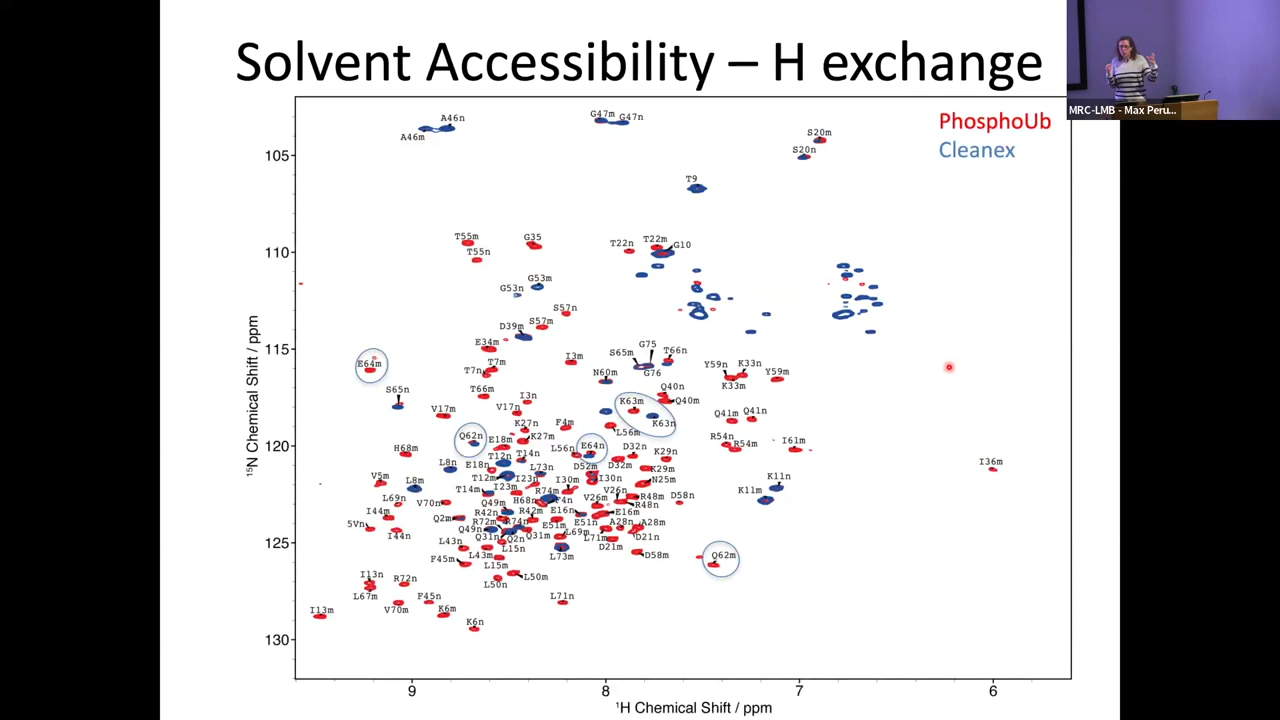 Solvent Accessibility – H exchange
MRC-LMB - Max Peru...
PhosphoUb
Cleanex
A46n
A46m
G47m
G47n
S20m
S20n
T9
T55m
T55n
G35
T22n
T22m
G10
G53m
G53n
S57n
S57m
D39m
E34m
I3m
S65m
G75
G76
T66n
Y59n
K33n
K33m
Y59m
E64m
T7m
T7n
N60m
S65n
T66m
I3n
Q40n
Q40m
K63m
K63n
V17m
V17n
F4m
Q41m
Q41n
L56m
K27n
K27m
Q62n
E18m
E64n
R54n
R54m
I61m
H68m
L56n
D32n
T14n
T12n
K29n
I36m
L8n
E18n
L73n
D52m
D32m
K29m
V5m
L8m
T12m
I23n
I30n
N25m
K11n
T14m
I23m
I30m
R74m
V26n
K11m
L69n
V70n
Q49m
H68n
F4n
V26m
R48m
R48n
D58n
I44m
Q2m
R42n
R42m
E16n
E16m
5Vn
I44n
Q49n
R72m
R74n
E51m
E51n
A28n
A28m
Q31n
Q2n
Q31m
L69m
L71m
D21n
L43n
L15n
D21m
F45m
L43m
L15m
L73m
D58m
Q62m
I13n
R72n
L50n
L50m
L67m
V70m
F45n
K6m
L71n
I13m
K6n
105
110
115
120
125
130
15N Chemical Shift / ppm
9
8
7
6
1H Chemical Shift / ppm